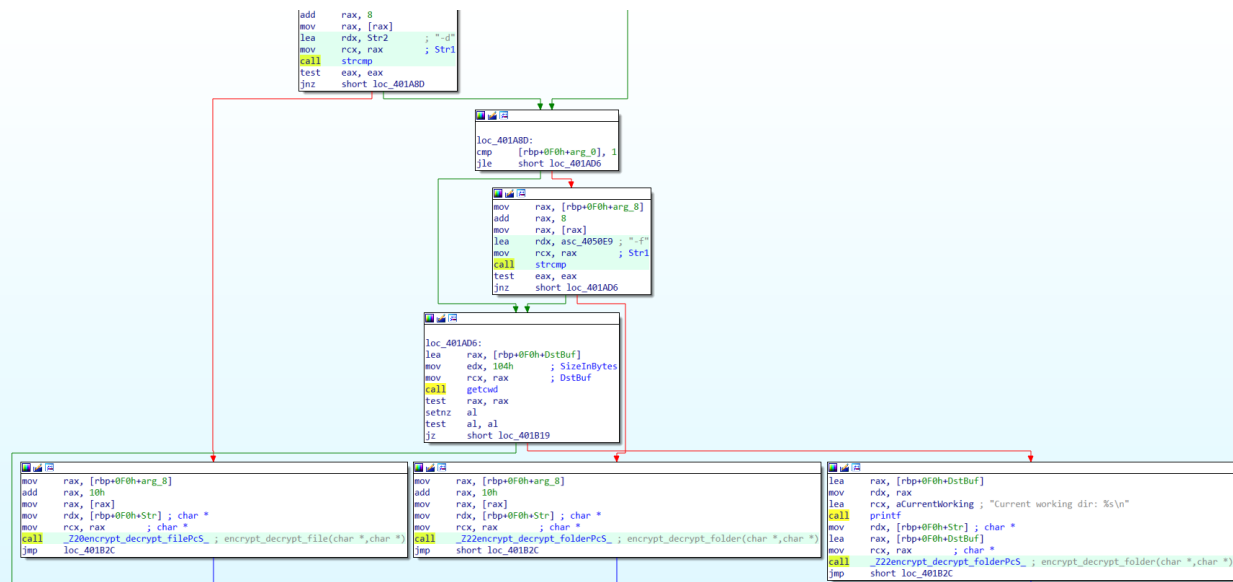 add     rax, 8
mov     rax, [rax]
lea     rdx, Str2       ; "-d"
mov     rcx, rax        ; Str1
call    strcmp
test    eax, eax
jnz     short loc_401A8D
loc_401A8D:
cmp     [rbp+0F0h+arg_0], 1
jle     short loc_401AD6
mov     rax, [rbp+0F0h+arg_8]
add     rax, 8
mov     rax, [rax]
lea     rdx, asc_4050E9 ; "-f"
mov     rcx, rax        ; Str1
call    strcmp
test    eax, eax
jnz     short loc_401AD6
loc_401AD6:
lea     rax, [rbp+0F0h+DstBuf]
mov     edx, 104h       ; SizeInBytes
mov     rcx, rax        ; DstBuf
call    getcwd
test    rax, rax
setnz   al
test    al, al
jz      short loc_401B19
mov     rax, [rbp+0F0h+arg_8]
add     rax, 10h
mov     rax, [rax]
mov     rdx, [rbp+0F0h+Str] ; char *
mov     rcx, rax        ; char *
call    _Z20encrypt_decrypt_filePcS_ ; encrypt_decrypt_file(char *,char *)
jmp     loc_401B2C
mov     rax, [rbp+0F0h+arg_8]
add     rax, 10h
mov     rax, [rax]
mov     rdx, [rbp+0F0h+Str] ; char *
mov     rcx, rax        ; char *
call    _Z22encrypt_decrypt_folderPcS_ ; encrypt_decrypt_folder(char *,char *)
jmp     short loc_401B2C
lea     rax, [rbp+0F0h+DstBuf]
mov     rdx, rax
lea     rcx, aCurrentWorking ; "Current working dir: %s\n"
call    printf
mov     rdx, [rbp+0F0h+Str] ; char *
lea     rax, [rbp+0F0h+DstBuf]
mov     rcx, rax        ; char *
call    _Z22encrypt_decrypt_folderPcS_ ; encrypt_decrypt_folder(char *,char *)
jmp     short loc_401B2C